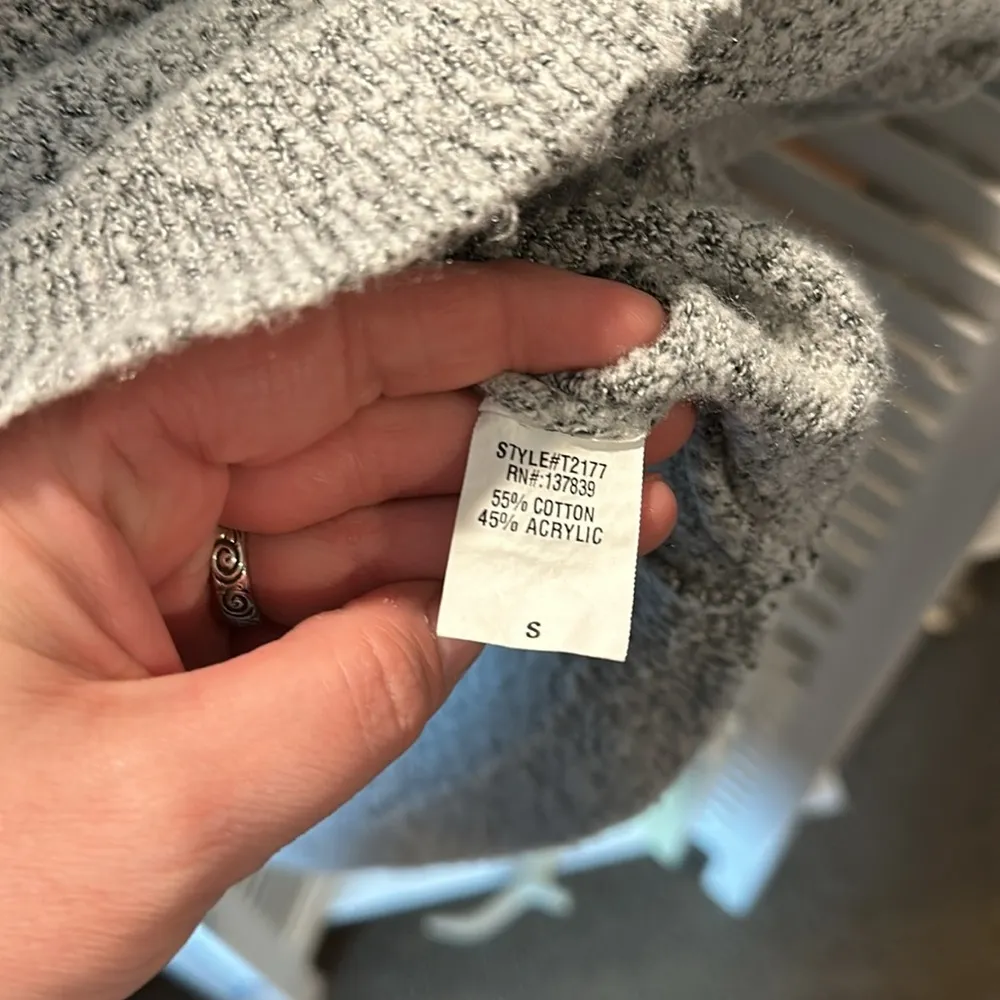 STYLE#T2177
RN#:137839
55% COTTON
45% ACRYLIC
S